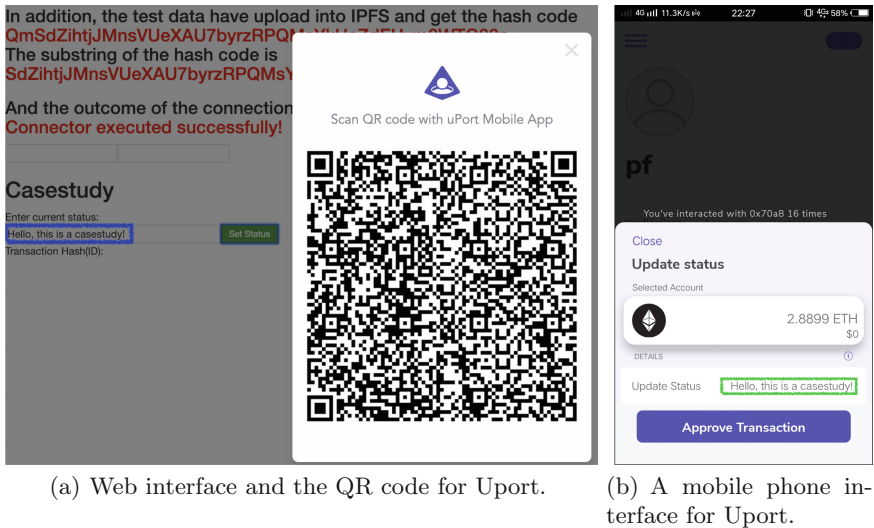 In addition, the test data have upload into IPFS and get the hash code
QmSdZihtjJMnsVUeXAU7byrzRPQM
The substring of the hash code is
SdZihtjJMnsVUeXAU7byrzRPQMsY
And the outcome of the connection
Connector executed successfully!
Casestudy
Enter current status:
Hello, this is a casestudy!
Set Status
Transaction Hash(ID):
Scan QR code with uPort Mobile App
(a) Web interface and the QR code for Uport.
4G 11.3K/s
22:27
4G 58%
pf
You've interacted with 0x70a8 16 times
Close
Update status
Selected Account
2.8899 ETH
$0
DETAILS
Update Status
Hello, this is a casestudy!
Approve Transaction
(b) A mobile phone in-
terface for Uport.